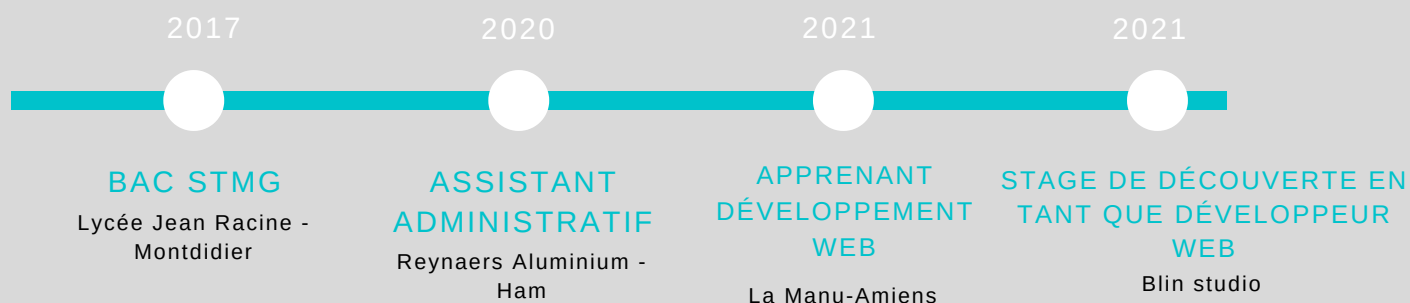 2017
BAC STMG
Lycée Jean Racine -
Montdidier
2020
ASSISTANT
ADMINISTRATIF
Reynaers Aluminium -
Ham
2021
APPRENANT
DÉVELOPPEMENT
WEB
La Manu-Amiens
2021
STAGE DE DÉCOUVERTE EN
TANT QUE DÉVELOPPEUR
WEB
Blin studio